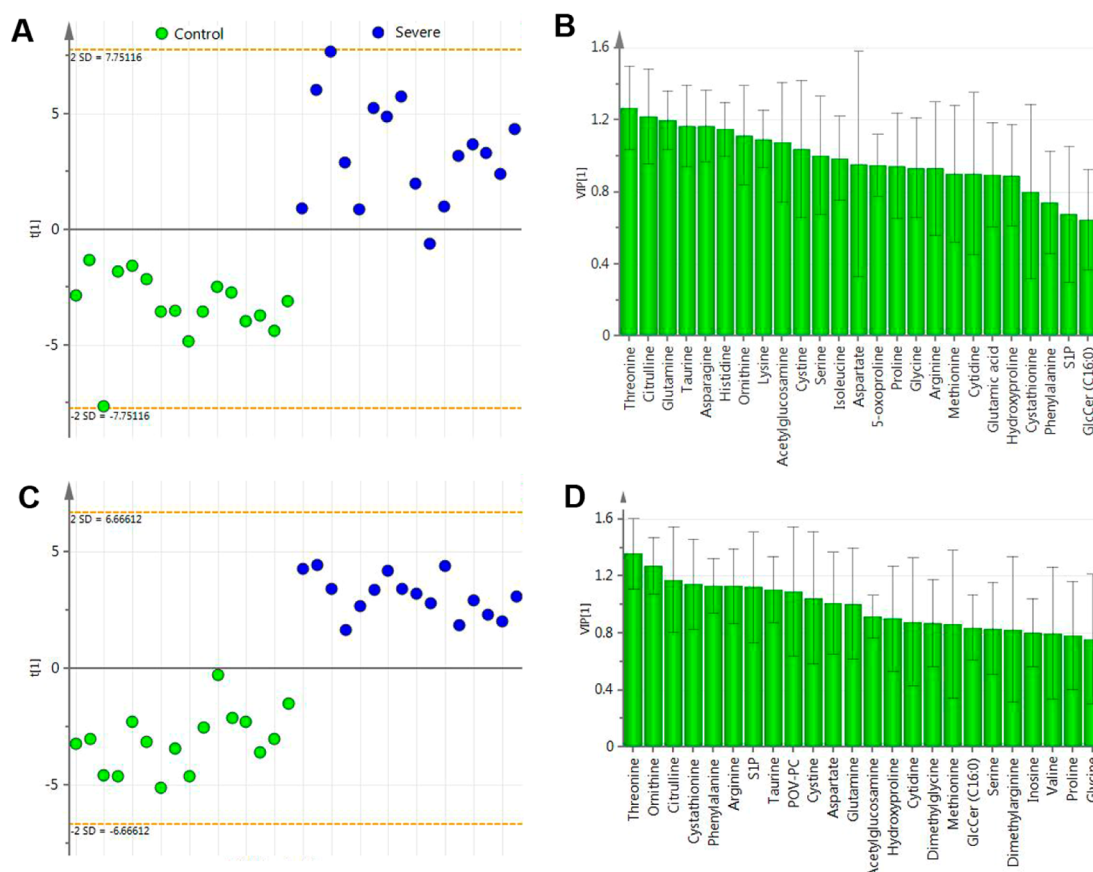 A
Control
Severe
2 SD = 7.75116
5
0
-5
t[1]
-2 SD = -7.75116
B
1.6
1.2
0.8
0.4
0
VIP[1]
Threonine
Citrulline
Glutamine
Taurine
Asparagine
Histidine
Ornithine
Lysine
Acetylglucosamine
Cystine
Serine
Isoleucine
Aspartate
5-oxoproline
Proline
Glycine
Arginine
Methionine
Cytidine
Glutamic acid
Hydroxyproline
Cystathionine
Phenylalanine
S1P
GlcCer (C16:0)
C
2 SD = 6.66612
5
0
-5
t[1]
-2 SD = -6.66612
D
1.6
1.2
0.8
0.4
0
VIP[1]
Threonine
Ornithine
Citrulline
Cystathionine
Phenylalanine
Arginine
S1P
Taurine
POV-PC
Cystine
Aspartate
Glutamine
Acetylglucosamine
Hydroxyproline
Cytidine
Dimethylglycine
Methionine
GlcCer (C16:0)
Serine
Dimethylarginine
Inosine
Valine
Proline
Glycine